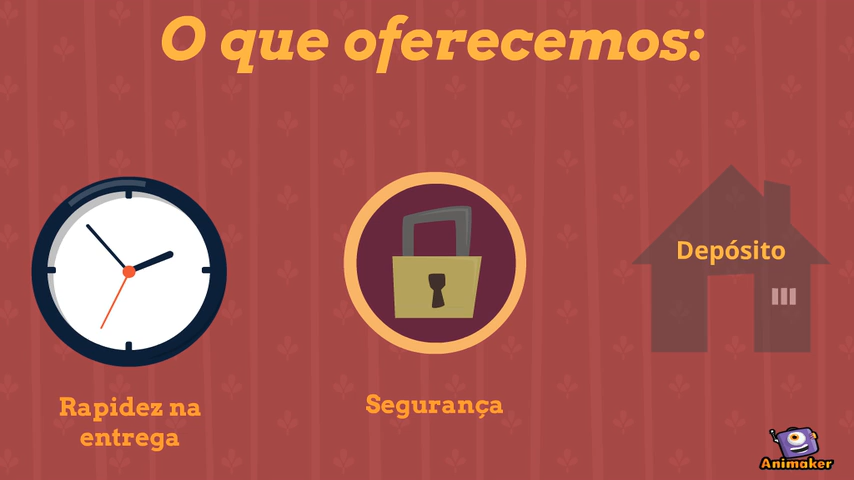 O que oferecemos:
Depósito
Rapidez na
entrega
Segurança
Animaker